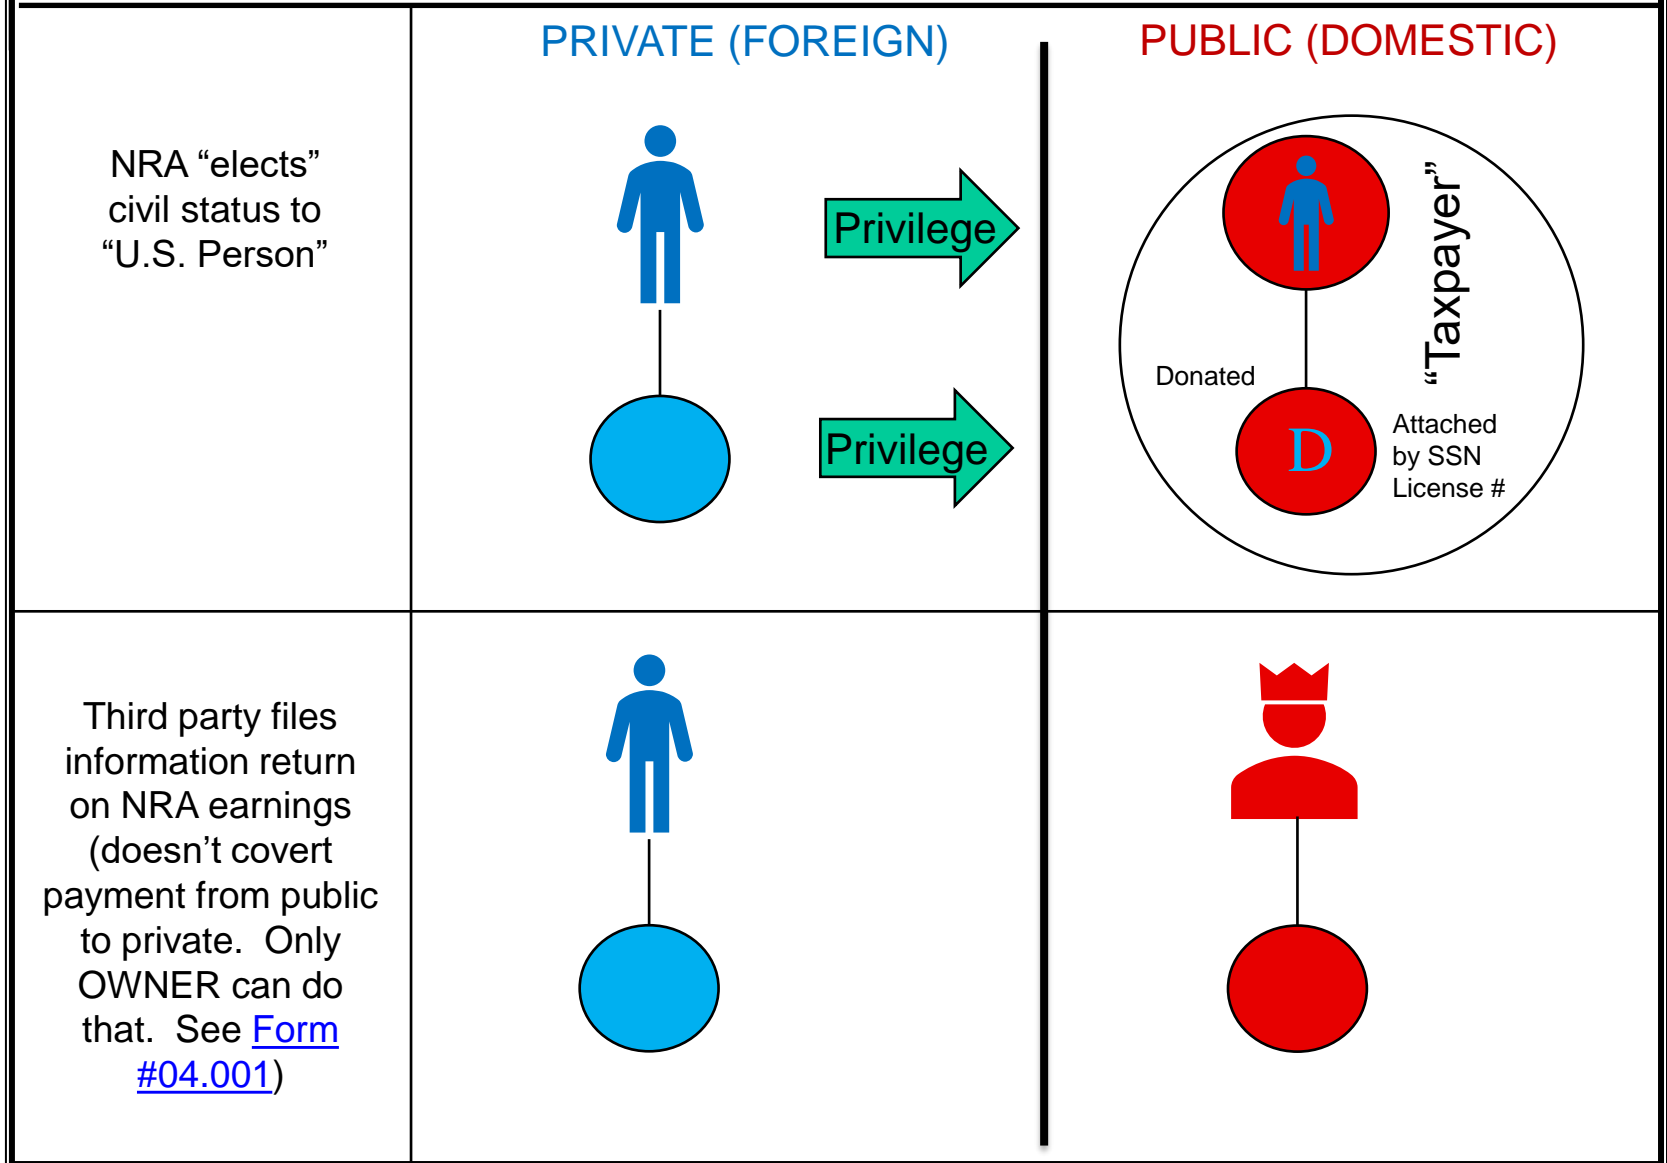 PRIVATE (FOREIGN)
PUBLIC (DOMESTIC)
NRA “elects”
civil status to
“U.S. Person”
Privilege
Privilege
“Taxpayer”
Donated
D
Attached
by SSN
License #
Third party files
information return
on NRA earnings
(doesn’t covert
payment from public
to private.  Only
OWNER can do
that.  See Form
#04.001)